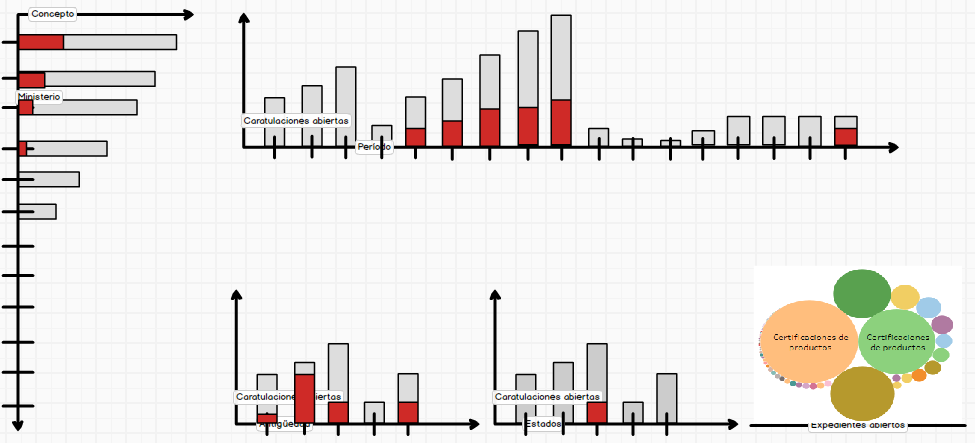 Concepto
Ministerio
Caratulaciones abiertas
Período
Caratulaciones abiertas
Antigüedad
Caratulaciones abiertas
Estados
Certificaciones de
productos
Certificaciones
de productos
Expedientes abiertos